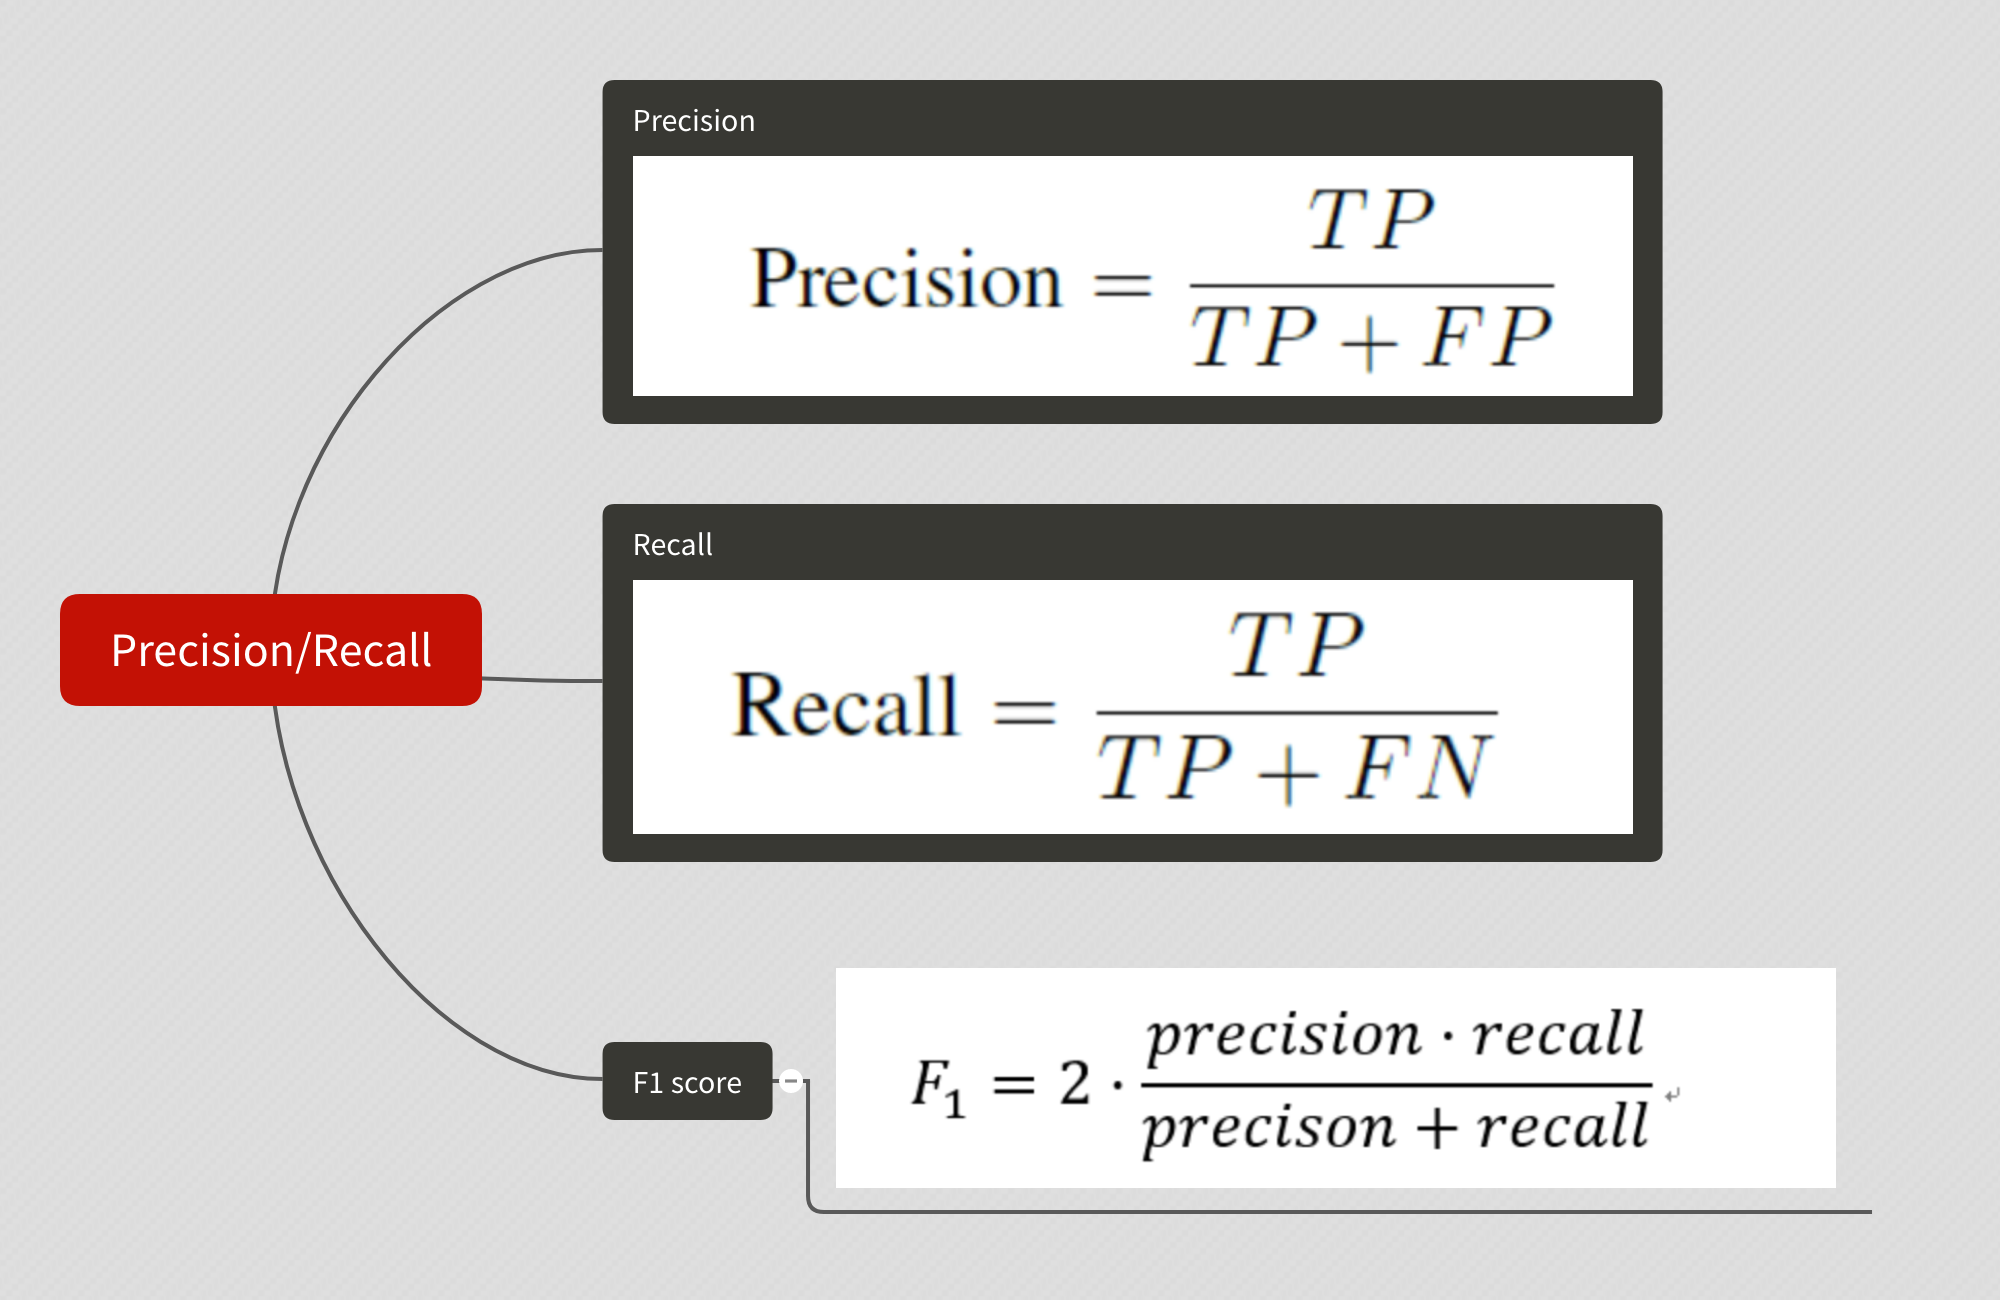 Precision
Precision = TP / TP + FP
Precision/Recall
Recall
Recall = TP / TP + FN
F1 score
F₁ = 2 · precision · recall / precison + recall